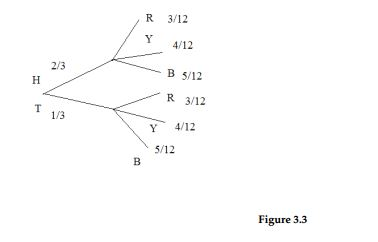 R 3/12
Y 4/12
2/3
B 5/12
H
R 3/12
T 1/3
Y 4/12
5/12
B
Figure 3.3